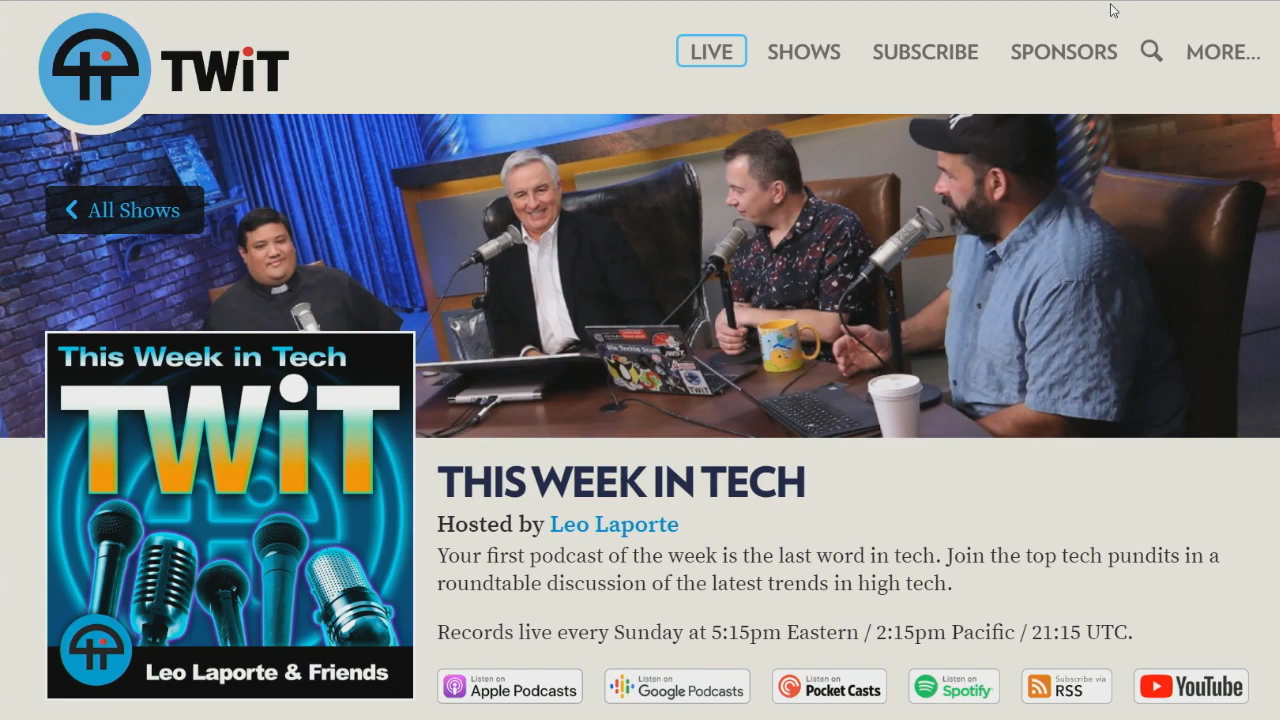 TWiT
LIVE
SHOWS
SUBSCRIBE
SPONSORS
MORE...
All Shows
This Week in Tech
TWiT
Leo Laporte & Friends
THIS WEEK IN TECH
Hosted by Leo Laporte
Your first podcast of the week is the last word in tech. Join the top tech pundits in a
roundtable discussion of the latest trends in high tech.
Records live every Sunday at 5:15pm Eastern / 2:15pm Pacific / 21:15 UTC.
Listen on
Apple Podcasts
Listen on
Google Podcasts
Listen on
Pocket Casts
Listen on
Spotify
Subscribe via
RSS
YouTube